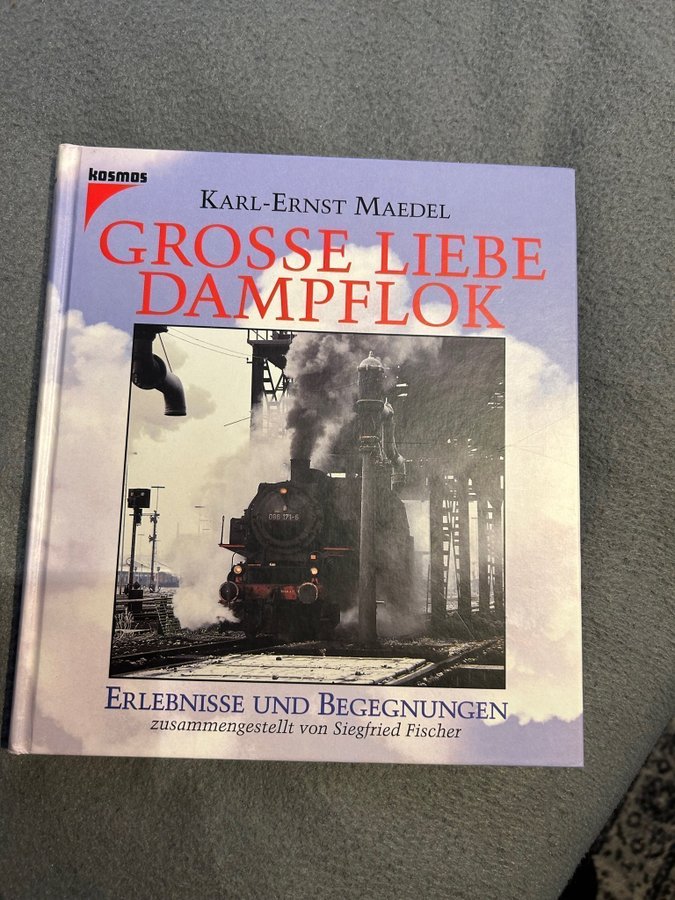 kosmos
KARL-ERNST MAEDEL
GROSSE LIEBE
DAMPFLOK
ERLEBNISSE UND BEGEGNUNGEN
zusammengestellt von Siegfried Fischer